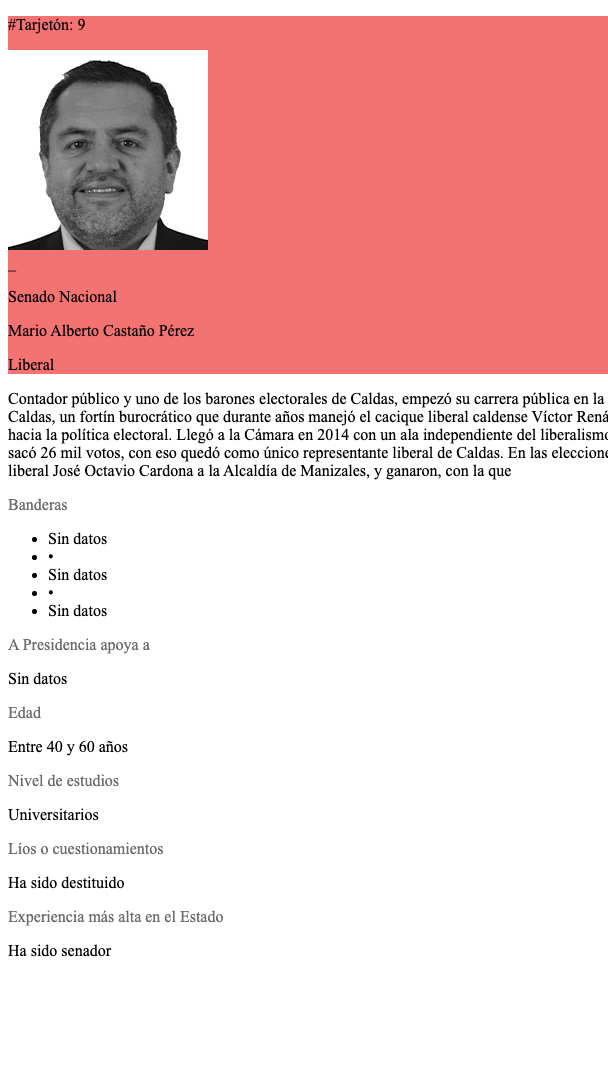 #Tarjetón: 9
_
Senado Nacional
Mario Alberto Castaño Pérez
Liberal
Contador público y uno de los barones electorales de Caldas, empezó su carrera pública en la
Caldas, un fortín burocrático que durante años manejó el cacique liberal caldense Víctor
hacia la política electoral. Llegó a la Cámara en 2014 con un ala independiente del
sacó 26 mil votos, con eso quedó como único representante liberal de Caldas. En las
liberal José Octavio Cardona a la Alcaldía de Manizales, y ganaron, con la que
Banderas
• Sin datos
• •
• Sin datos
• •
• Sin datos
A Presidencia apoya a
Sin datos
Edad
Entre 40 y 60 años
Nivel de estudios
Universitarios
Líos o cuestionamientos
Ha sido destituido
Experiencia más alta en el Estado
Ha sido senador